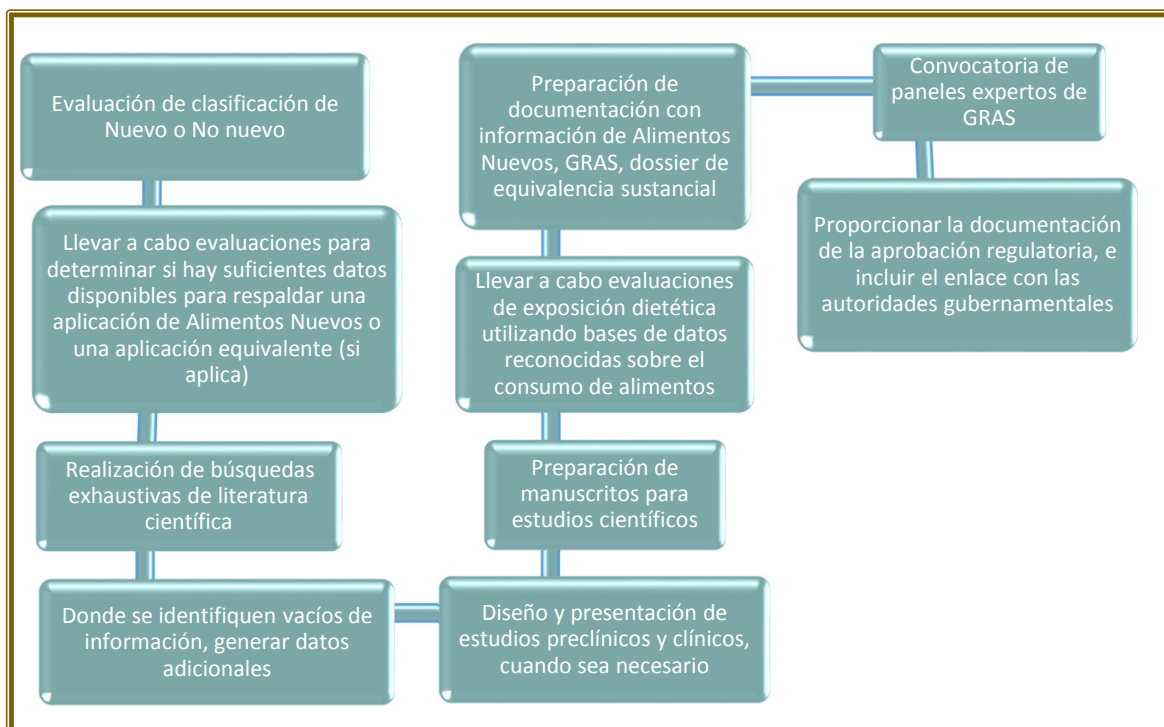 Evaluación de clasificación de
Nuevo o No nuevo
Llevar a cabo evaluaciones para
determinar si hay suficientes datos
disponibles para respaldar una
aplicación de Alimentos Nuevos o
una aplicación equivalente (si
aplica)
Realización de búsquedas
exhaustivas de literatura
científica
Donde se identifiquen vacíos de
información, generar datos
adicionales
Diseño y presentación de
estudios preclínicos y clínicos,
cuando sea necesario
Preparación de
manuscritos para
estudios científicos
Llevar a cabo evaluaciones
de exposición dietética
utilizando bases de datos
reconocidas sobre el
consumo de alimentos
Preparación de
documentación con
información de Alimentos
Nuevos, GRAS, dossier de
equivalencia sustancial
Convocatoria de
paneles expertos de
GRAS
Proporcionar la documentación
de la aprobación regulatoria, e
incluir el enlace con las
autoridades gubernamentales